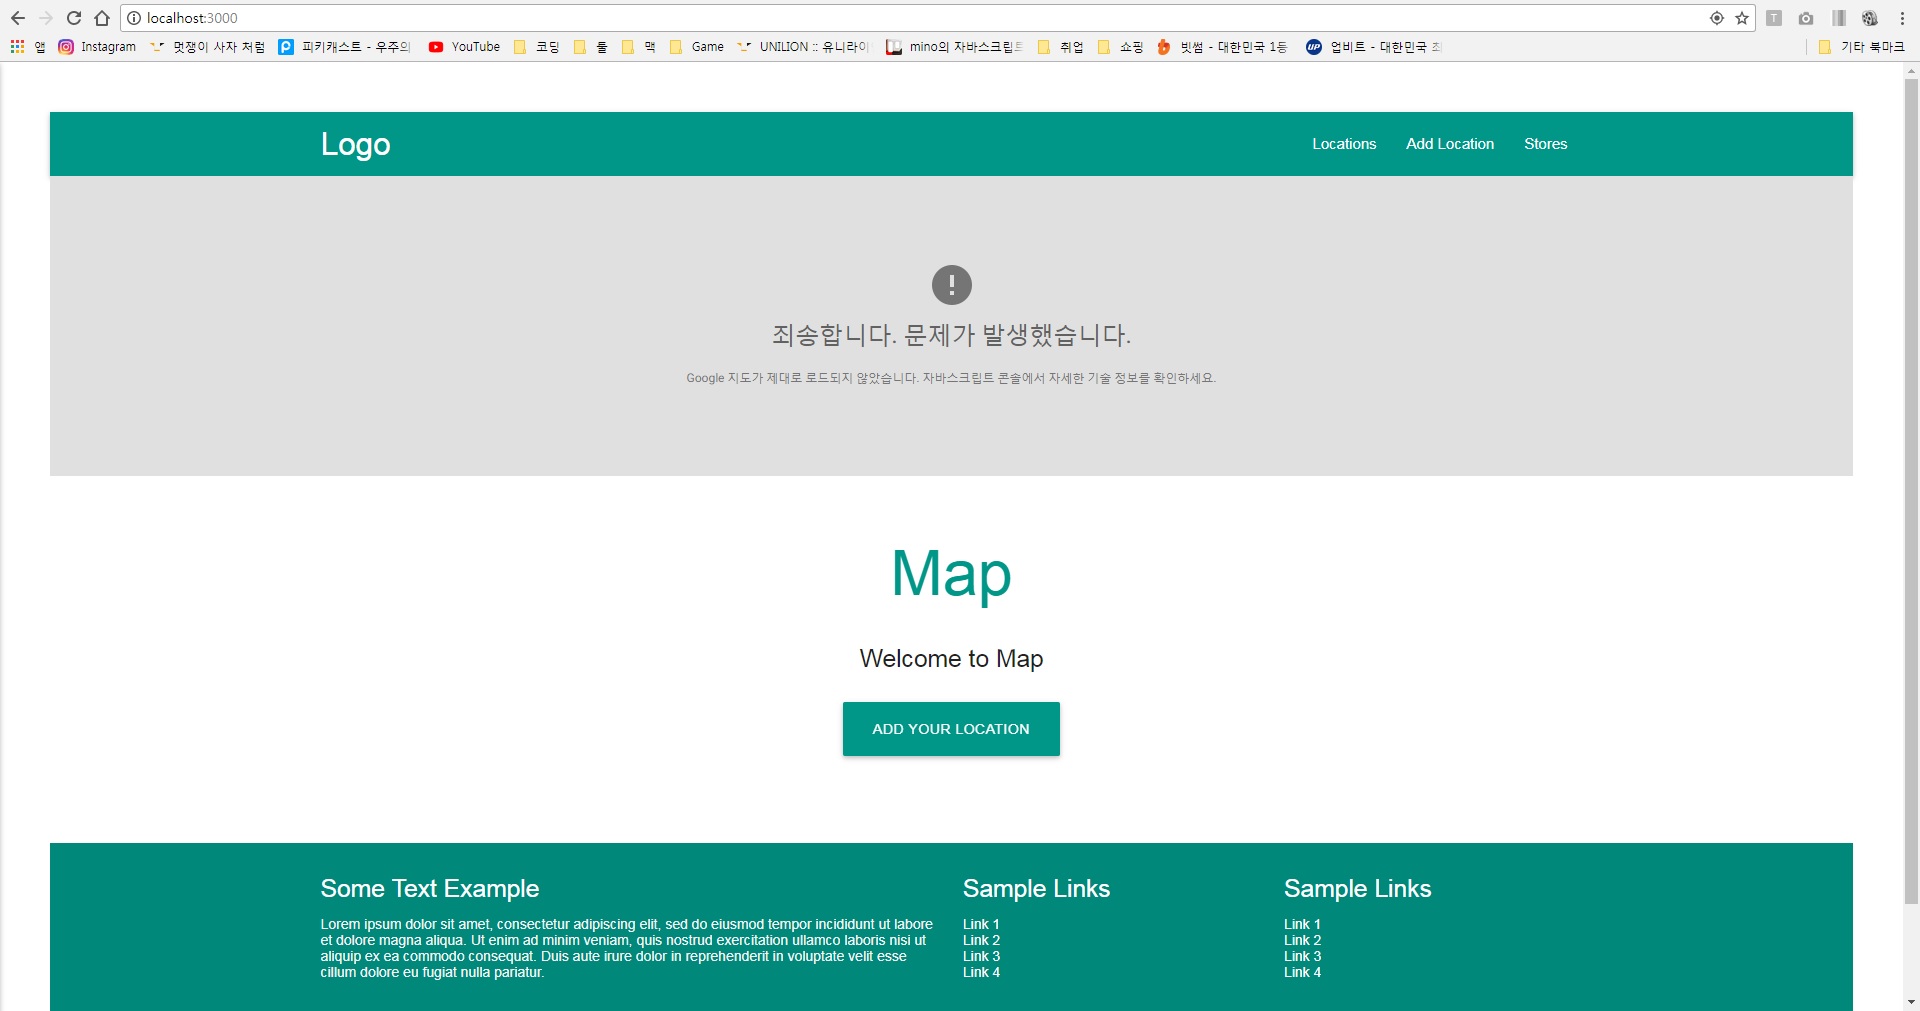 localhost:3000
앱 Instagram 멋쟁이 사자 처럼 피키캐스트 - 우주의 YouTube 코딩 툴 맥 Game UNILION :: 유니라이 mino의 자바스크립트 취업 쇼핑 빗썸 - 대한민국 1등 업비트 - 대한민국 최 기타 북마크
Logo Locations Add Location Stores
죄송합니다. 문제가 발생했습니다.
Google 지도가 제대로 로드되지 않았습니다. 자바스크립트 콘솔에서 자세한 기술 정보를 확인하세요.
Map
Welcome to Map
ADD YOUR LOCATION
Some Text Example
Lorem ipsum dolor sit amet, consectetur adipiscing elit, sed do eiusmod tempor incididunt ut labore
et dolore magna aliqua. Ut enim ad minim veniam, quis nostrud exercitation ullamco laboris nisi ut
aliquip ex ea commodo consequat. Duis aute irure dolor in reprehenderit in voluptate velit esse
cillum dolore eu fugiat nulla pariatur.
Sample Links
Link 1
Link 2
Link 3
Link 4
Sample Links
Link 1
Link 2
Link 3
Link 4